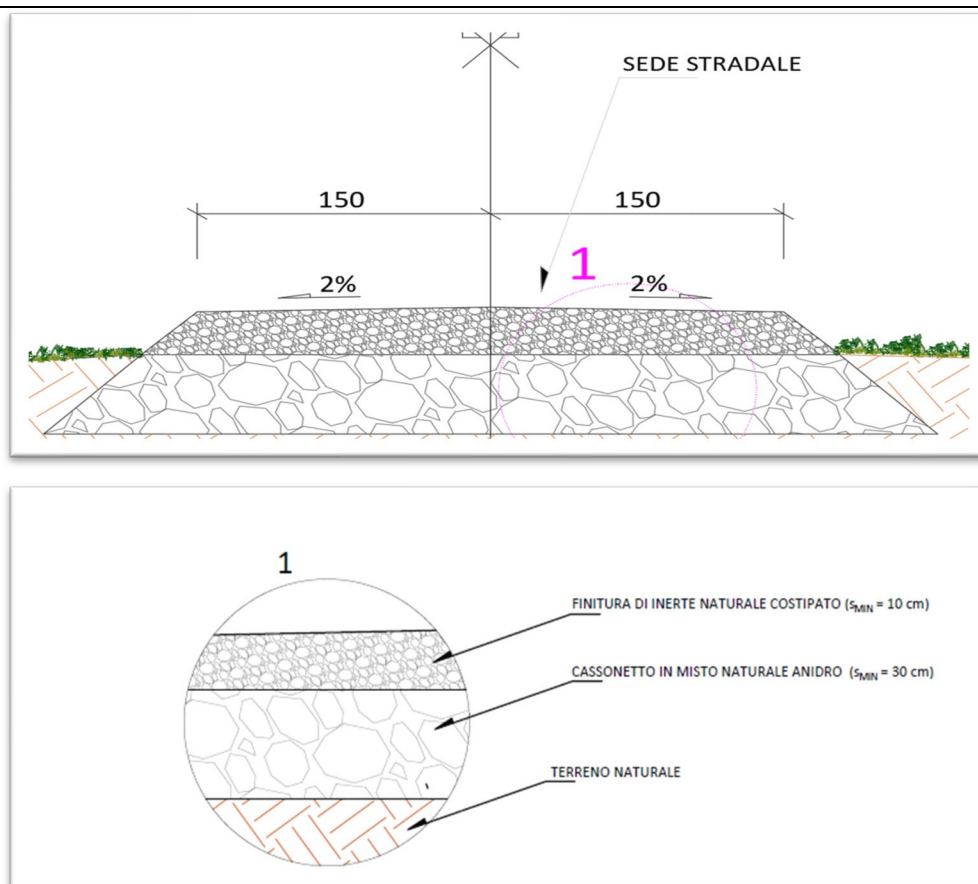 SEDE STRADALE
150 150
1
2% 2%
1
FINITURA DI INERTE NATURALE COSTIPATO (sMIN = 10 cm)
CASSONETTO IN MISTO NATURALE ANIDRO (sMIN = 30 cm)
TERRENO NATURALE